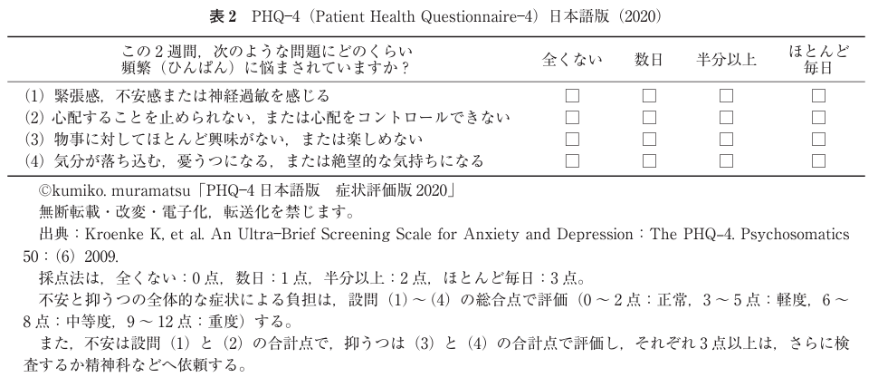 表2 PHQ−4（Patient Health Questionnaire−4）日本語版（2020）
この2週間，次のような問題にどのくらい
頻繁（ひんぱん）に悩まされていますか？
全くない 数日 半分以上 ほとんど
毎日
（1）緊張感，不安感または神経過敏を感じる □ □ □ □
（2）心配することを止められない，または心配をコントロールできない □ □ □ □
（3）物事に対してほとんど興味がない，または楽しめない □ □ □ □
（4）気分が落ち込む，憂うつになる，または絶望的な気持ちになる □ □ □ □
©kumiko. muramatsu「PHQ−4日本語版　症状評価版2020」
無断転載・改変・電子化，転送化を禁じます。
出典：Kroenke K, et al. An Ultra−Brief Screening Scale for Anxiety and Depression：The PHQ−4. Psychosomatics
50：(6) 2009.
採点法は，全くない：0点，数日：1点，半分以上：2点，ほとんど毎日：3点。
不安と抑うつの全体的な症状による負担は，設問（1）〜（4）の総合点で評価（0〜2点：正常，3〜5点：軽度，6〜
8点：中等度，9〜12点：重度）する。
また，不安は設問（1）と（2）の合計点で，抑うつは（3）と（4）の合計点で評価し，それぞれ3点以上は，さらに検
査するか精神科などへ依頼する。